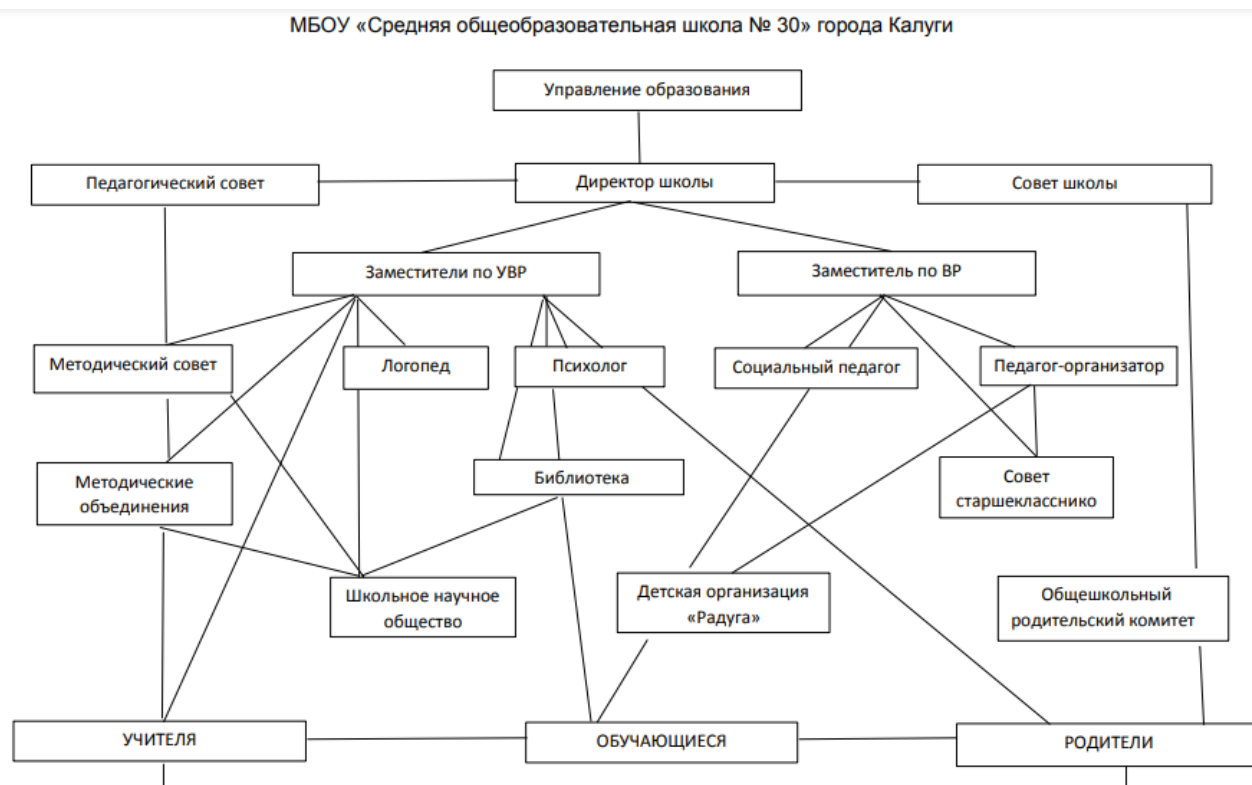 МБОУ «Средняя общеобразовательная школа № 30» города Калуги
Управление образования
Педагогический совет
Директор школы
Совет школы
Заместители по УВР
Заместитель по ВР
Методический совет
Логопед
Психолог
Социальный педагог
Педагог-организатор
Методические
объединения
Библиотека
Совет
старшекласснико
Школьное научное
общество
Детская организация
«Радуга»
Общешкольный
родительский комитет
УЧИТЕЛЯ
ОБУЧАЮЩИЕСЯ
РОДИТЕЛИ